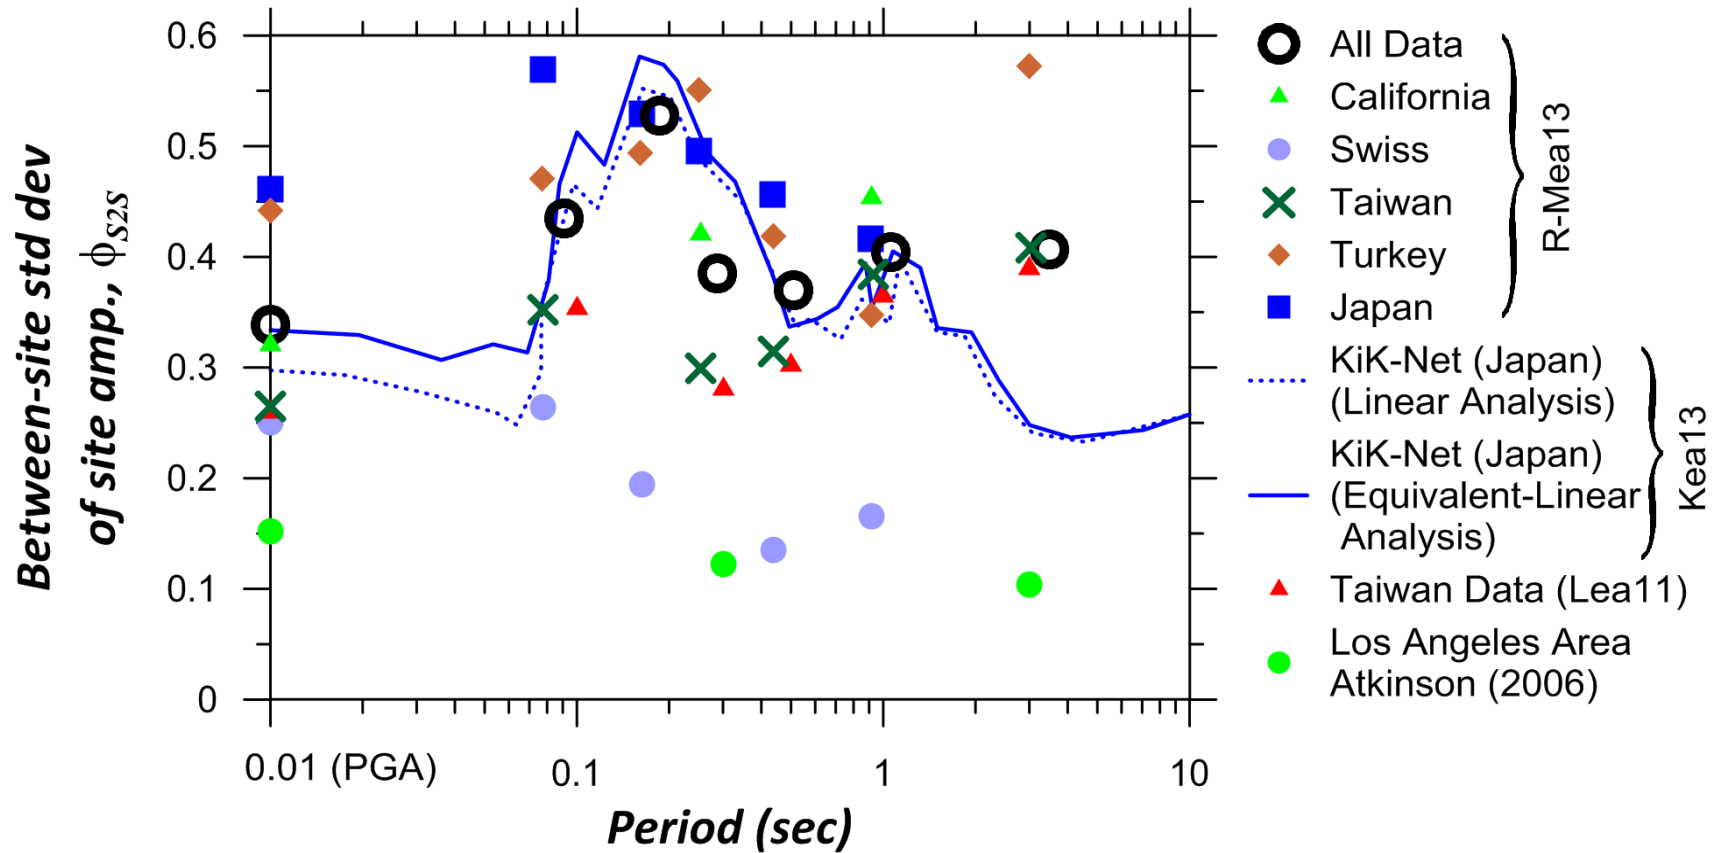 Between-site std dev
of site amp., ϕS2S
0.6
0.5
0.4
0.3
0.2
0.1
0
0.01 (PGA)
0.1
1
10
Period (sec)
All Data
California
Swiss
Taiwan
Turkey
Japan
R-Mea13
KiK-Net (Japan)
(Linear Analysis)
KiK-Net (Japan)
(Equivalent-Linear
Analysis)
Kea13
Taiwan Data (Lea11)
Los Angeles Area
Atkinson (2006)